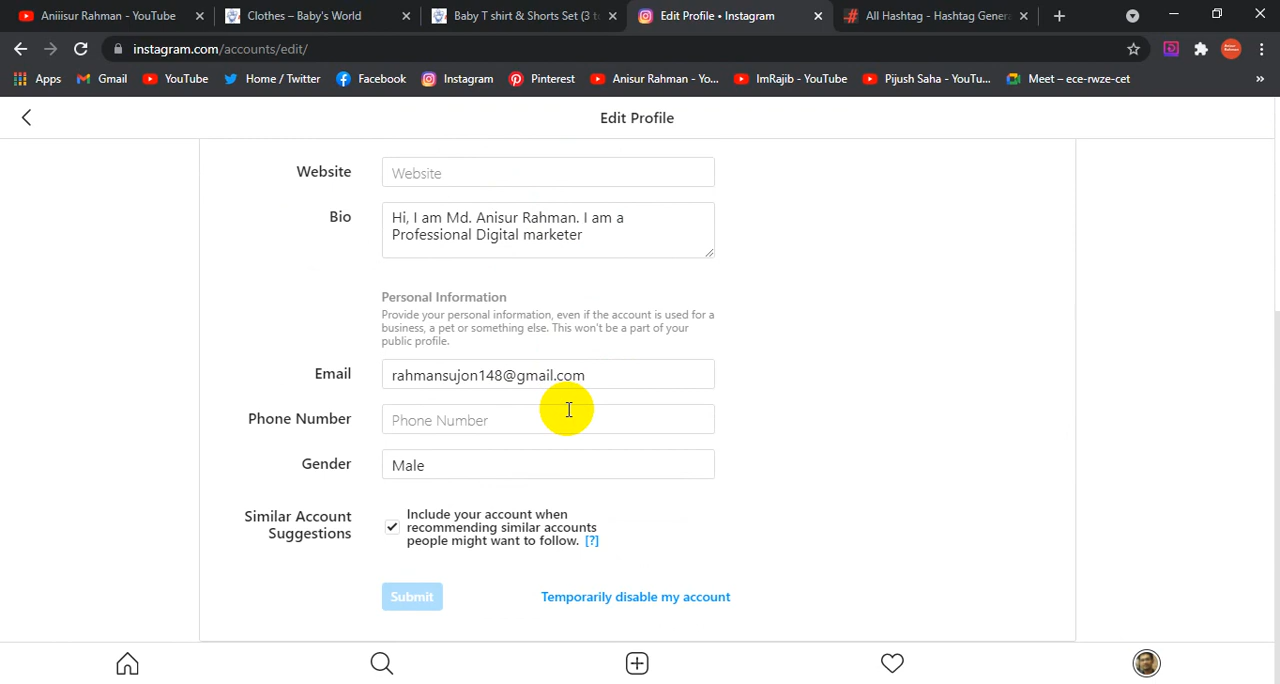 Aniiisur Rahman - YouTube
Clothes – Baby's World
Baby T shirt & Shorts Set (3 t
Edit Profile • Instagram
All Hashtag - Hashtag Genera
instagram.com/accounts/edit/
Apps
Gmail
YouTube
Home / Twitter
Facebook
Instagram
Pinterest
Anisur Rahman - Yo...
ImRajib - YouTube
Pijush Saha - YouTu...
Meet – ece-rwze-cet
»
Edit Profile
Website
Website
Bio
Hi, I am Md. Anisur Rahman. I am a
Professional Digital marketer
Personal Information
Provide your personal information, even if the account is used for a
business, a pet or something else. This won't be a part of your
public profile.
Email
rahmansujon148@gmail.com
Phone Number
Phone Number
Gender
Male
Similar Account
Suggestions
Include your account when
recommending similar accounts
people might want to follow. [?]
Submit
Temporarily disable my account